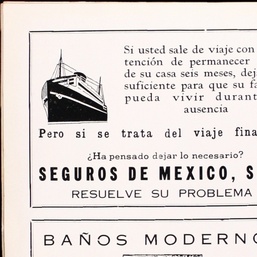 Si usted sale de viaje con
tención de permanecer
de su casa seis meses, dej
suficiente para que su fa
pueda vivir durant
ausencia
Pero si se trata del viaje fina
¿Ha pensado dejar lo necesario?
SEGUROS DE MEXICO, S
RESUELVE SU PROBLEMA
BAÑOS MODERNO